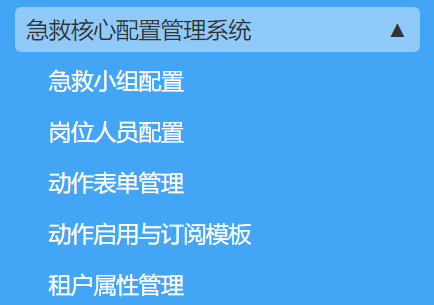 急救核心配置管理系统 ▲
急救小组配置
岗位人员配置
动作表单管理
动作启用与订阅模板
租户属性管理